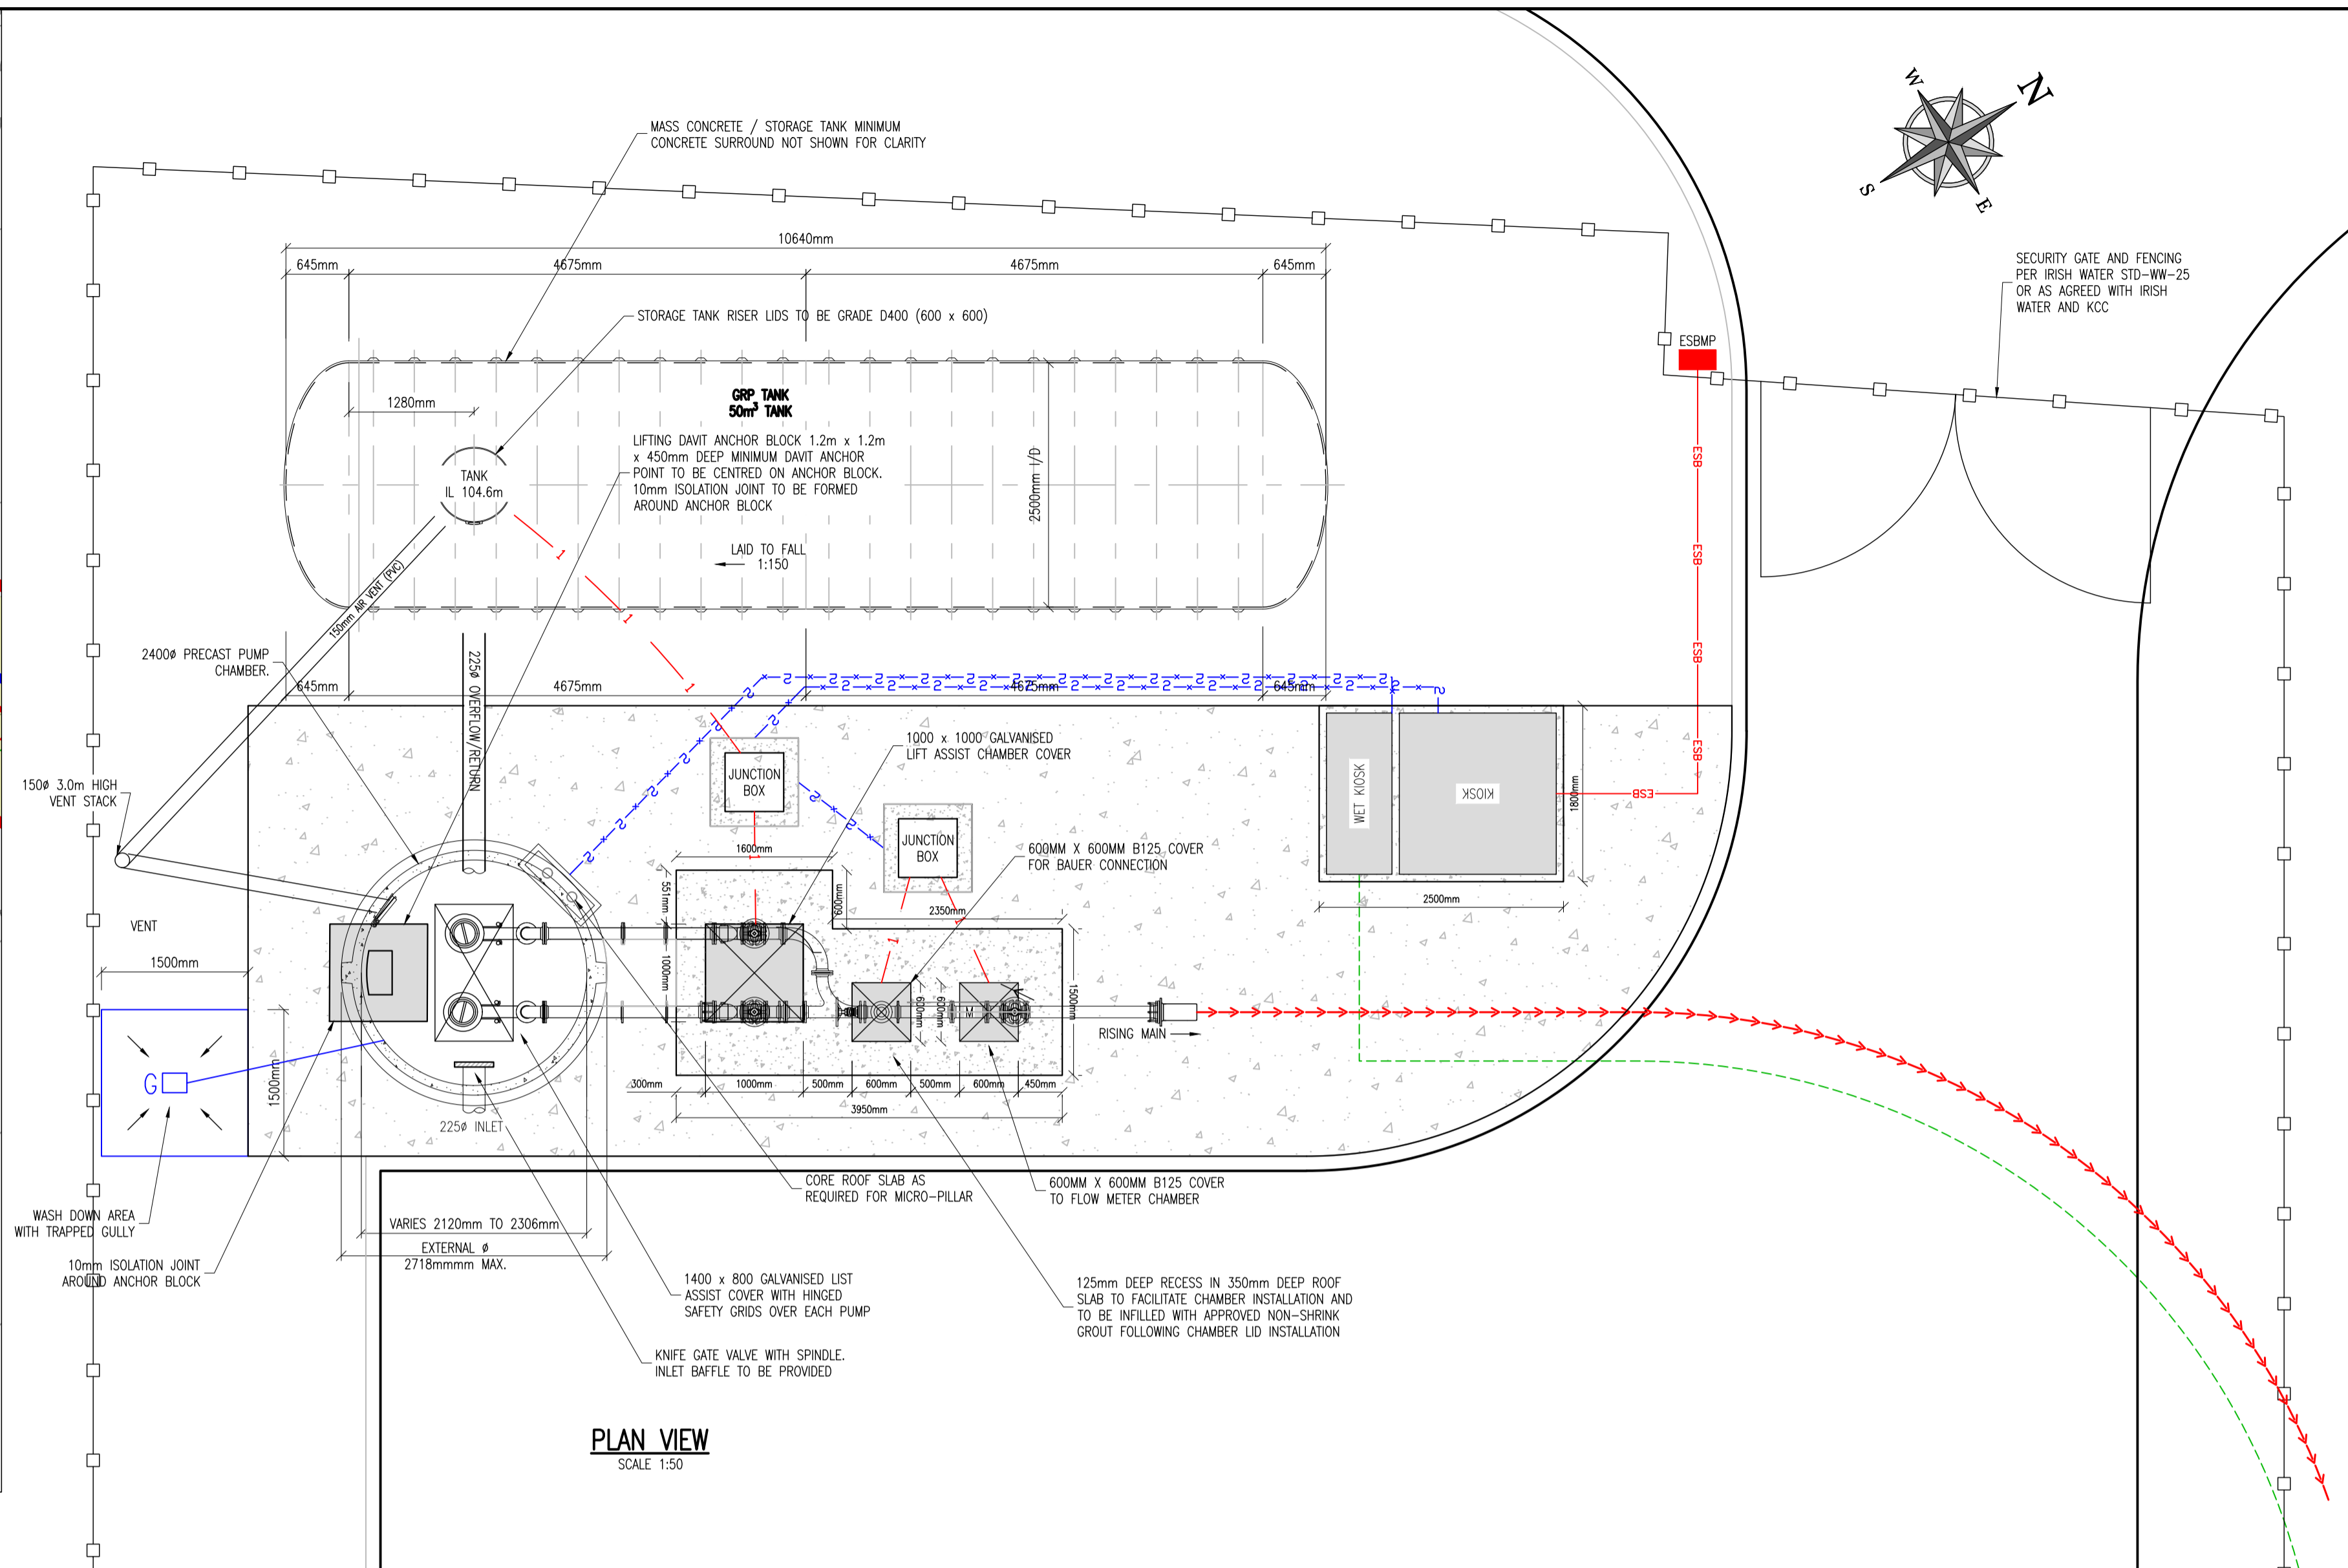 MASS CONCRETE / STORAGE TANK MINIMUM
CONCRETE SURROUND NOT SHOWN FOR CLARITY
W
N
S
E
10640mm
645mm
4675mm
4675mm
645mm
SECURITY GATE AND FENCING
PER IRISH WATER STD-WW-25
OR AS AGREED WITH IRISH
WATER AND KCC
STORAGE TANK RISER LIDS TO BE GRADE D400 (600 x 600)
ESBMP
1280mm
GRP TANK
50m³ TANK
LIFTING DAVIT ANCHOR BLOCK 1.2m x 1.2m
x 450mm DEEP MINIMUM DAVIT ANCHOR
POINT TO BE CENTRED ON ANCHOR BLOCK.
10mm ISOLATION JOINT TO BE FORMED
AROUND ANCHOR BLOCK
TANK
IL 104.6m
2500mm I/D
LAID TO FALL
1:150
ESB
ESB
ESB
ESB
ESB
150mm AIR VENT (PVC)
2400ø PRECAST PUMP
CHAMBER.
225ø OVERFLOW/RETURN
645mm
4675mm
4675mm
645mm
1000 x 1000 GALVANISED
LIFT ASSIST CHAMBER COVER
JUNCTION
BOX
JUNCTION
BOX
WET KIOSK
KIOSK
1800mm
2500mm
150ø 3.0m HIGH
VENT STACK
600MM X 600MM B125 COVER
FOR BAUER CONNECTION
1600mm
551mm
600mm
2350mm
1000mm
600mm
600mm
1500mm
M
VENT
1500mm
1500mm
G
RISING MAIN
300mm
1000mm
500mm
600mm
500mm
600mm
450mm
3950mm
225ø INLET
CORE ROOF SLAB AS
REQUIRED FOR MICRO-PILLAR
600MM X 600MM B125 COVER
TO FLOW METER CHAMBER
WASH DOWN AREA
WITH TRAPPED GULLY
VARIES 2120mm TO 2306mm
EXTERNAL ø
2718mmmm MAX.
10mm ISOLATION JOINT
AROUND ANCHOR BLOCK
1400 x 800 GALVANISED LIST
ASSIST COVER WITH HINGED
SAFETY GRIDS OVER EACH PUMP
125mm DEEP RECESS IN 350mm DEEP ROOF
SLAB TO FACILITATE CHAMBER INSTALLATION AND
TO BE INFILLED WITH APPROVED NON-SHRINK
GROUT FOLLOWING CHAMBER LID INSTALLATION
KNIFE GATE VALVE WITH SPINDLE.
INLET BAFFLE TO BE PROVIDED
PLAN VIEW
SCALE 1:50